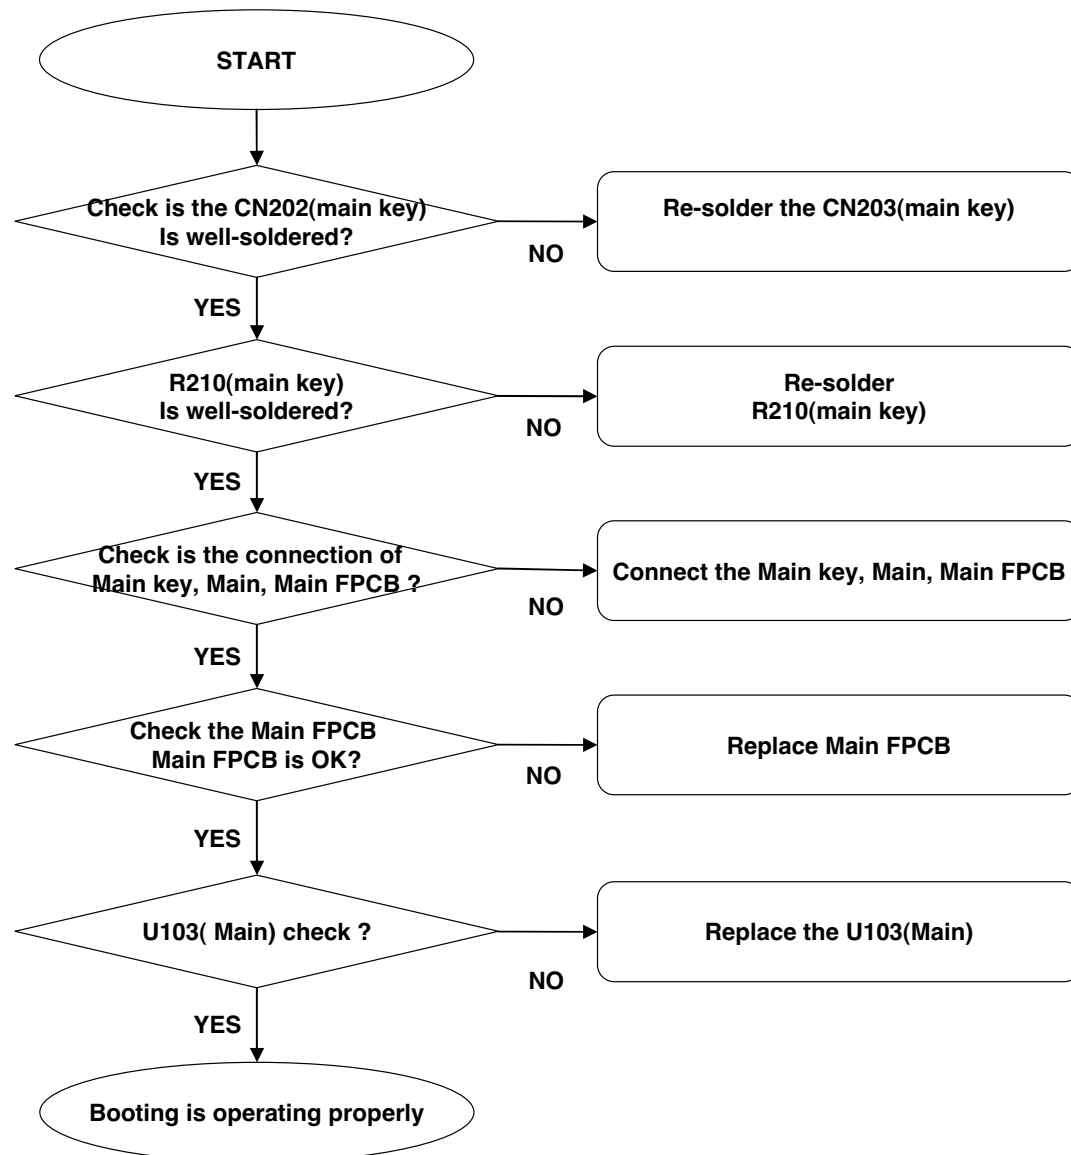 START
Check is the CN202(main key)
Is well-soldered?
Re-solder the CN203(main key)
NO
YES
R210(main key)
Is well-soldered?
Re-solder
R210(main key)
NO
YES
Check is the connection of
Main key, Main, Main FPCB ?
Connect the Main key, Main, Main FPCB
NO
YES
Check the Main FPCB
Main FPCB is OK?
Replace Main FPCB
NO
YES
U103( Main) check ?
Replace the U103(Main)
NO
YES
Booting is operating properly